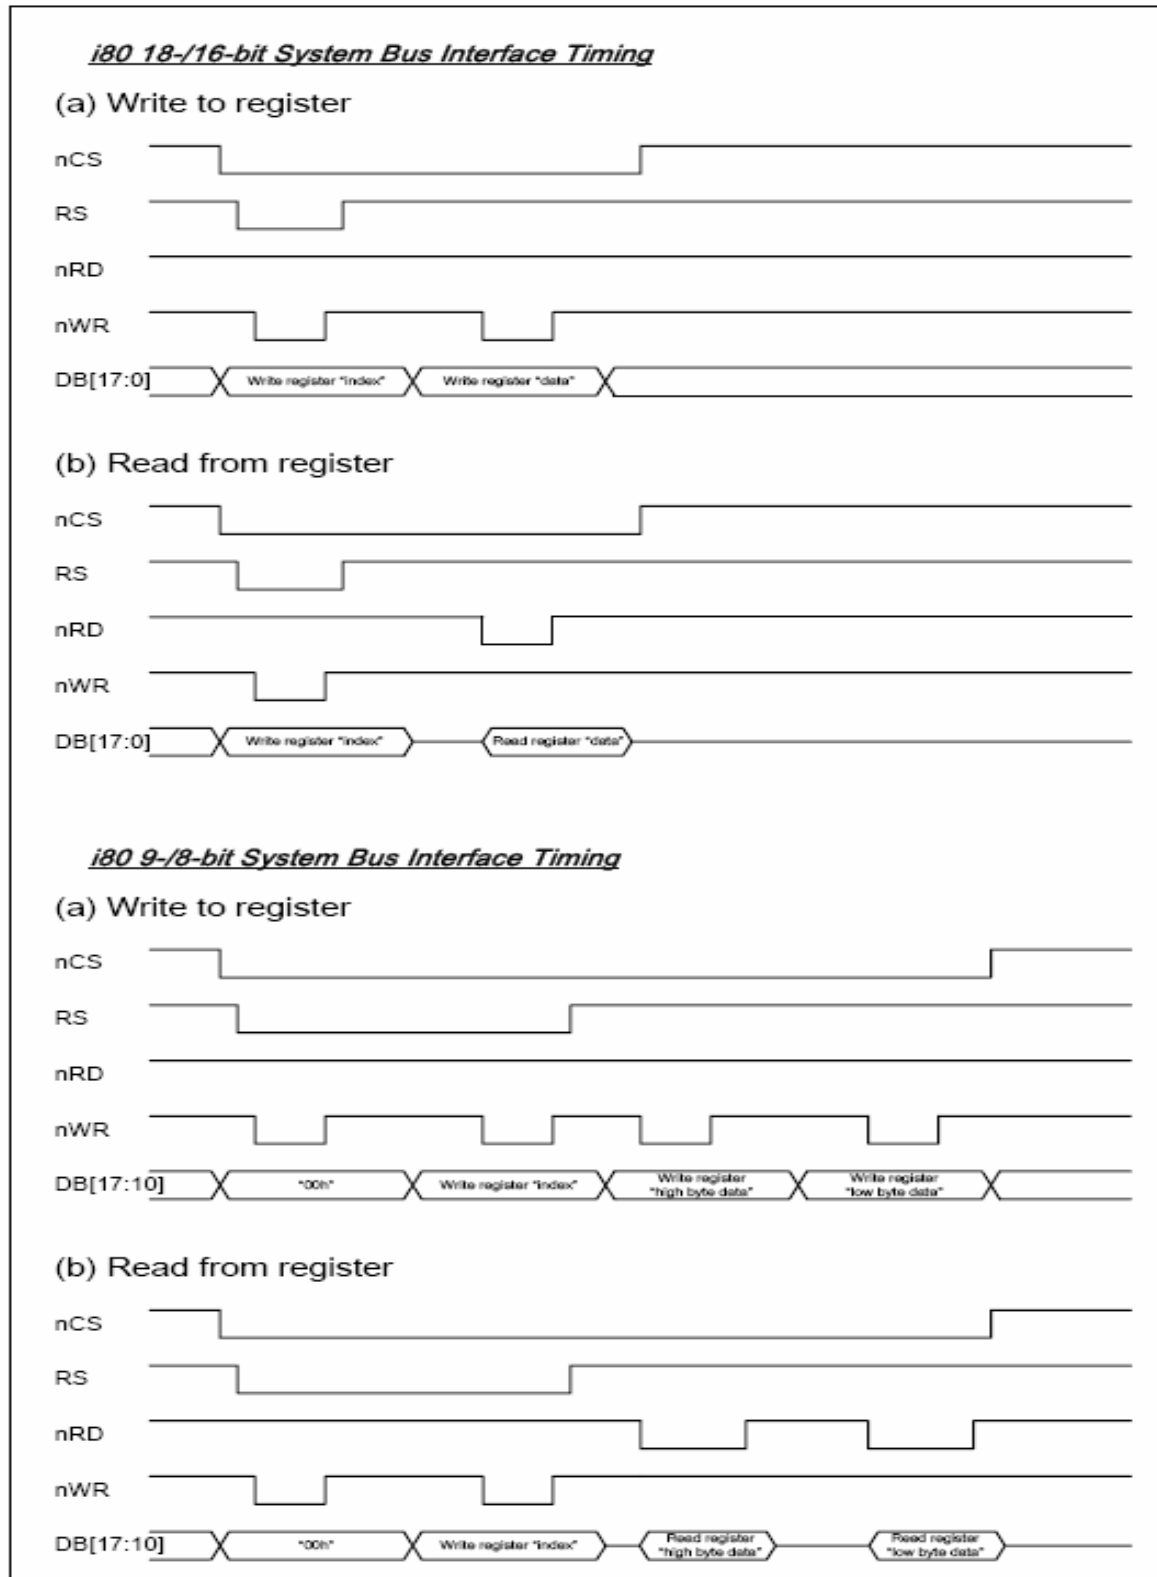 i80 18-/16-bit System Bus Interface Timing
(a) Write to register
nCS
RS
nRD
nWR
DB[17:0] Write register "index" Write register "data"
(b) Read from register
nCS
RS
nRD
nWR
DB[17:0] Write register "index" Read register "data"
i80 9-/8-bit System Bus Interface Timing
(a) Write to register
nCS
RS
nRD
nWR
DB[17:10] "00h" Write register "index" Write register "high byte data" Write register "low byte data"
(b) Read from register
nCS
RS
nRD
nWR
DB[17:10] "00h" Write register "index" Read register "high byte data" Read register "low byte data"